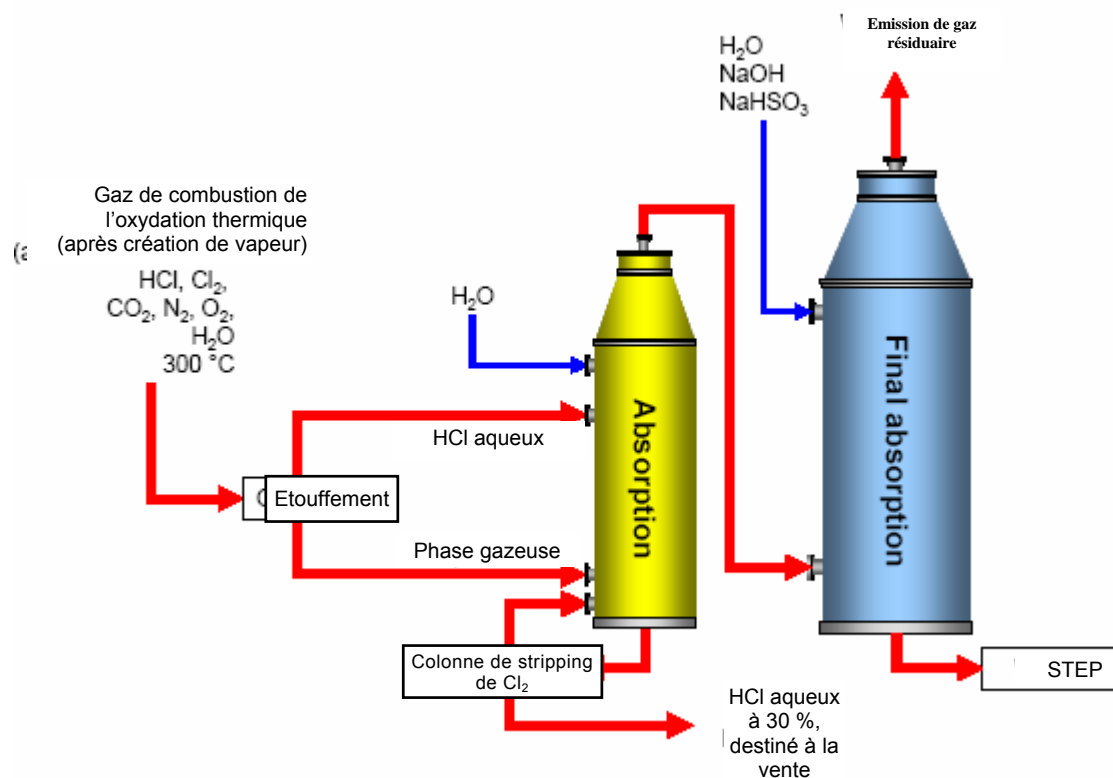 Emission de gaz
résiduaire
H₂O
NaOH
NaHSO₃
Gaz de combustion de
l'oxydation thermique
(après création de vapeur)
(a
HCl, Cl₂,
CO₂, N₂, O₂,
H₂O
300 °C
H₂O
HCl aqueux
Etouffement
Phase gazeuse
Absorption
Final absorption
Colonne de stripping
de Cl₂
STEP
HCl aqueux
à 30 %,
destiné à la
vente